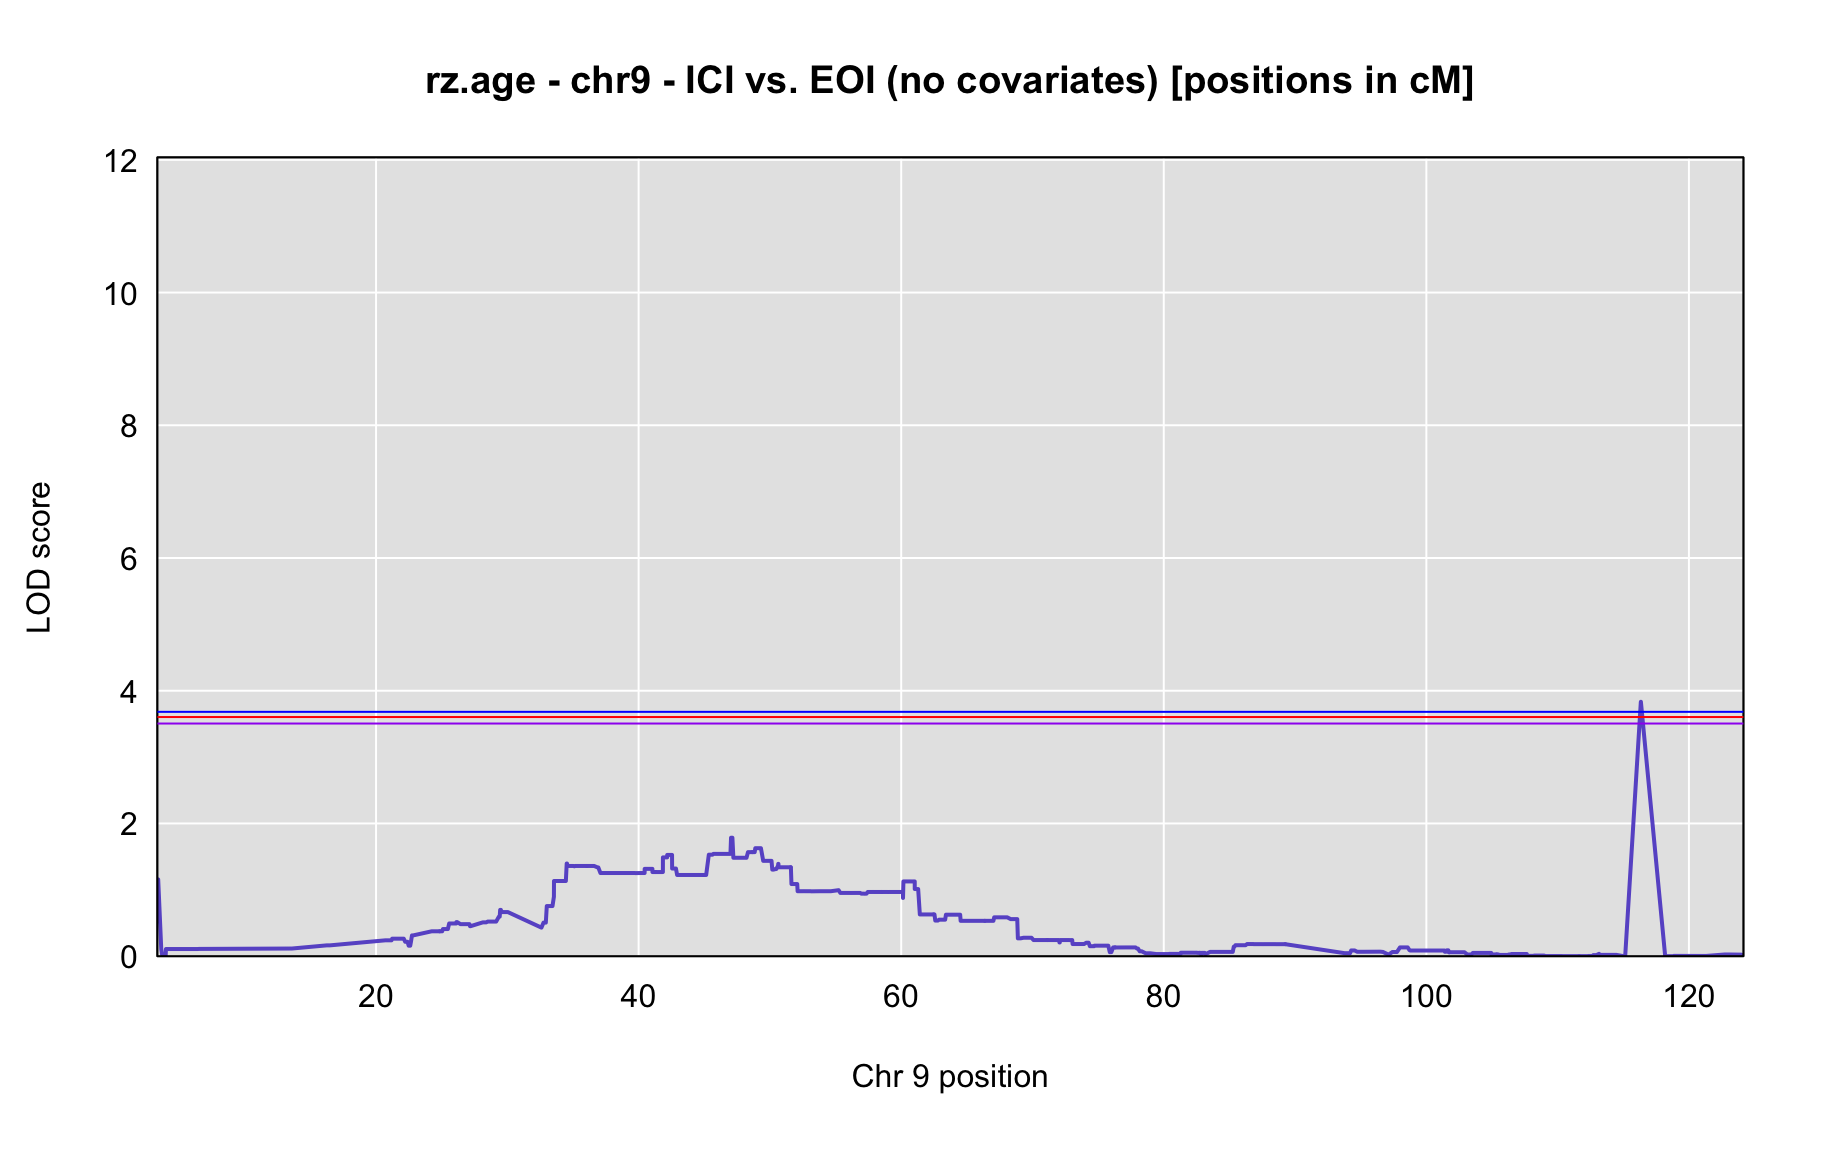 rz.age - chr9 - ICI vs. EOI (no covariates) [positions in cM]
12
10
8
6
4
2
0
LOD score
20 40 60 80 100 120
Chr 9 position